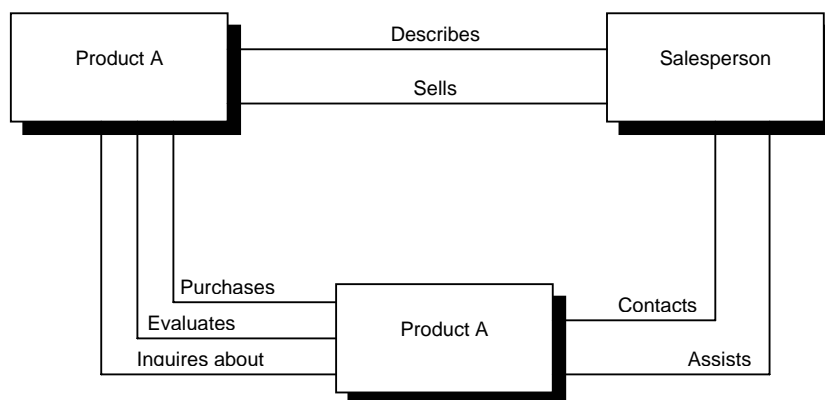 Describes
Product A
Salesperson
Sells
Purchases
Contacts
Evaluates
Product A
Inquires about
Assists